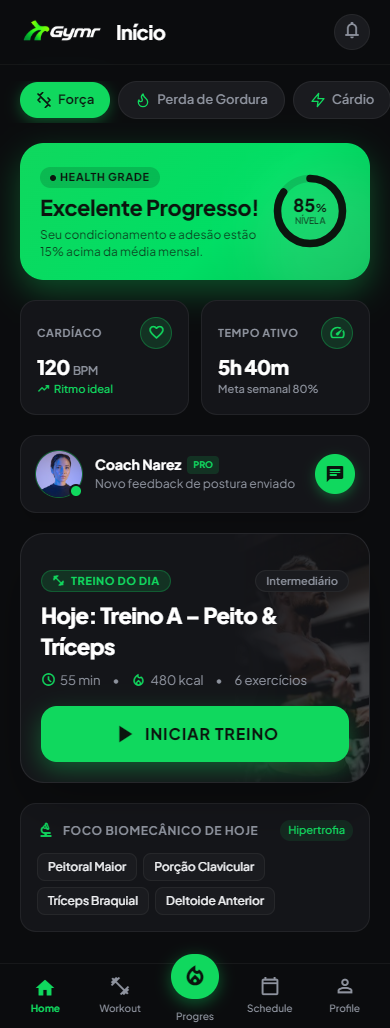 Gymr Início
Força Perda de Gordura Cárdio
HEALTH GRADE
Excelente Progresso!
Seu condicionamento e adesão estão
15% acima da média mensal.
85%
NÍVEL A
CARDÍACO
120 BPM
Ritmo ideal
TEMPO ATIVO
5h 40m
Meta semanal 80%
Coach Narez PRO
Novo feedback de postura enviado
TREINO DO DIA Intermediário
Hoje: Treino A – Peito &
Tríceps
55 min • 480 kcal • 6 exercícios
INICIAR TREINO
FOCO BIOMECÂNICO DE HOJE Hipertrofia
Peitoral Maior Porção Clavicular
Tríceps Braquial Deltoide Anterior
Home Workout Progres Schedule Profile